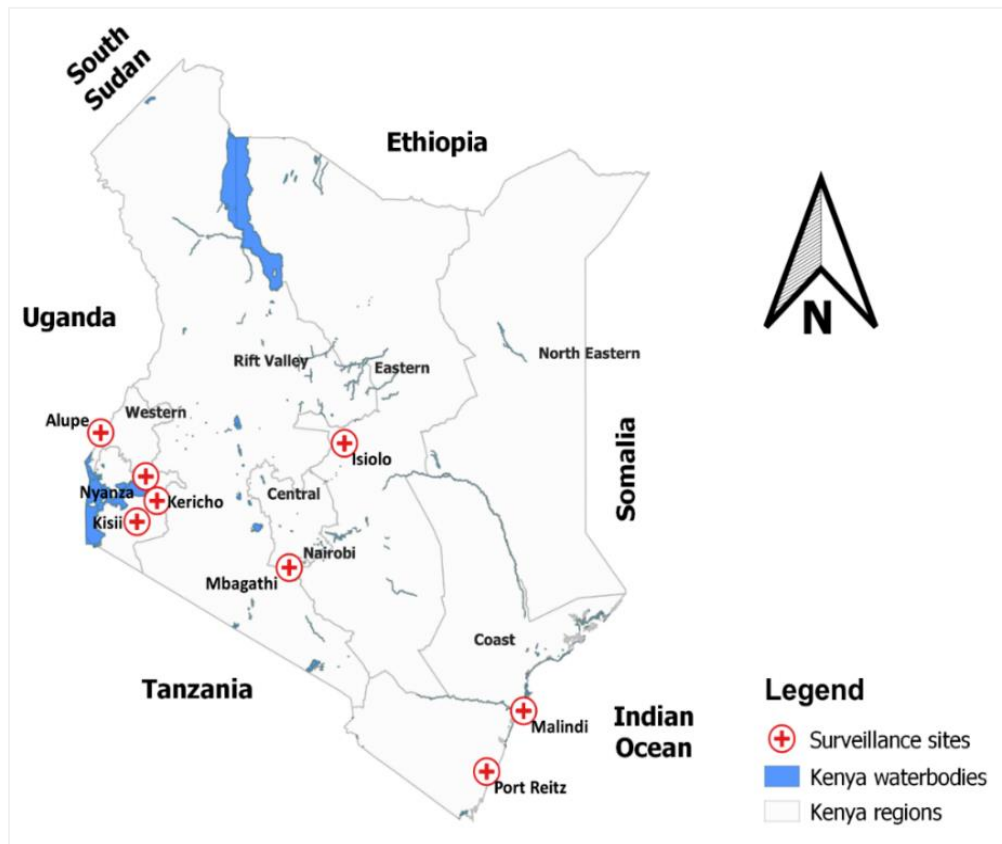 South
Sudan
Ethiopia
N
Uganda
Rift Valley
Eastern
North Eastern
Western
Alupe
Isiolo
Somalia
Nyanza
Kericho
Central
Kisii
Nairobi
Mbagathi
Coast
Tanzania
Malindi
Indian
Ocean
Port Reitz
Legend
Surveillance sites
Kenya waterbodies
Kenya regions